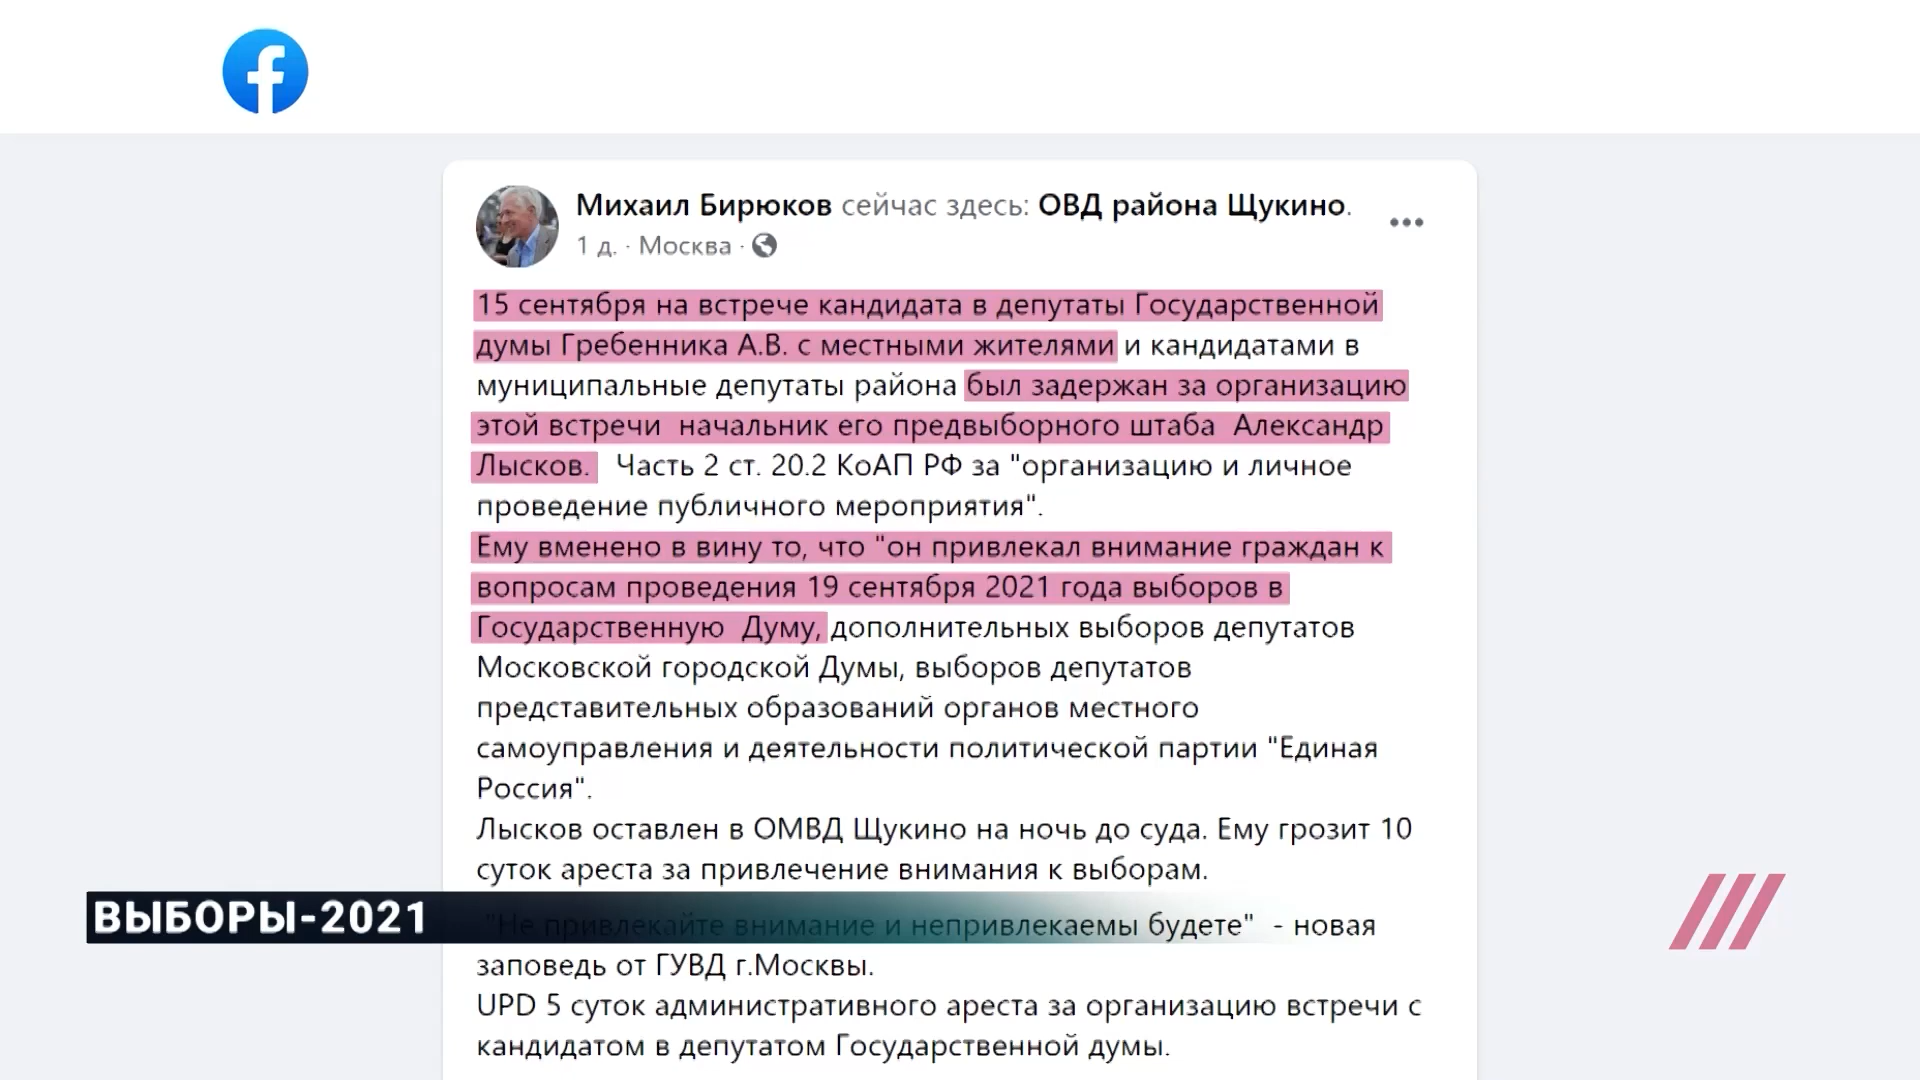 Михаил Бирюков сейчас здесь: ОВД района Щукино.
1 д. · Москва ·
15 сентября на встрече кандидата в депутаты Государственной
думы Гребенника А.В. с местными жителями и кандидатами в
муниципальные депутаты района был задержан за организацию
этой встречи начальник его предвыборного штаба Александр
Лысков. Часть 2 ст. 20.2 КоАП РФ за "организацию и личное
проведение публичного мероприятия".
Ему вменено в вину то, что "он привлекал внимание граждан к
вопросам проведения 19 сентября 2021 года выборов в
Государственную Думу, дополнительных выборов депутатов
Московской городской Думы, выборов депутатов
представительных образований органов местного
самоуправления и деятельности политической партии "Единая
Россия".
Лысков оставлен в ОМВД Щукино на ночь до суда. Ему грозит 10
суток ареста за привлечение внимания к выборам.
ВЫБОРЫ-2021
"Не привлекайте внимание и непривлекаемы будете" - новая
заповедь от ГУВД г.Москвы.
UPD 5 суток административного ареста за организацию встречи с
кандидатом в депутатом Государственной думы.